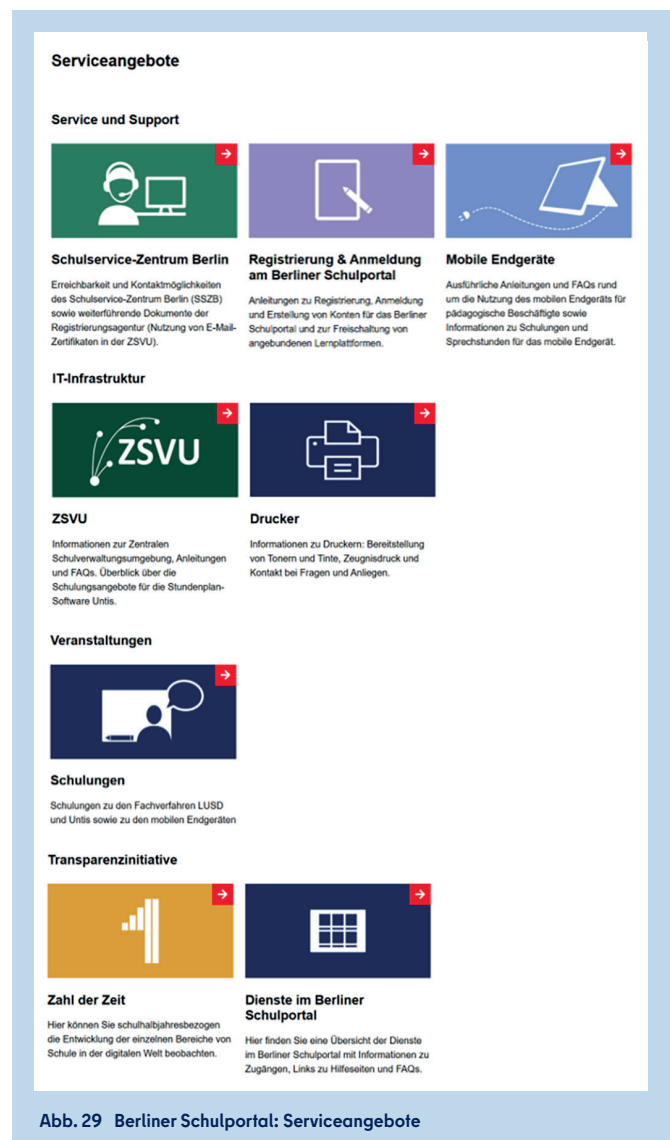 Serviceangebote
Service und Support
Schulservice-Zentrum Berlin
Erreichbarkeit und Kontaktmöglichkeiten
des Schulservice-Zentrum Berlin (SSZB)
sowie weiterführende Dokumente der
Registrierungsagentur (Nutzung von E-Mail-
Zertifikaten in der ZSVU).
Registrierung & Anmeldung
am Berliner Schulportal
Anleitungen zu Registrierung, Anmeldung
und Erstellung von Konten für das Berliner
Schulportal und zur Freischaltung von
angebundenen Lernplattformen.
Mobile Endgeräte
Ausführliche Anleitungen und FAQs rund
um die Nutzung des mobilen Endgeräts für
pädagogische Beschäftigte sowie
Informationen zu Schulungen und
Sprechstunden für das mobile Endgerät.
IT-Infrastruktur
ZSVU
ZSVU
Informationen zur Zentralen
Schulverwaltungsumgebung, Anleitungen
und FAQs. Überblick über die
Schulungsangebote für die Stundenplan-
Software Untis.
Drucker
Informationen zu Druckern: Bereitstellung
von Tonern und Tinte, Zeugnisdruck und
Kontakt bei Fragen und Anliegen.
Veranstaltungen
Schulungen
Schulungen zu den Fachverfahren LUSD
und Untis sowie zu den mobilen Endgeräten
Transparenzinitiative
Zahl der Zeit
Hier können Sie schulhalbjahresbezogen
die Entwicklung der einzelnen Bereiche von
Schule in der digitalen Welt beobachten.
Dienste im Berliner
Schulportal
Hier finden Sie eine Übersicht der Dienste
im Berliner Schulportal mit Informationen zu
Zugängen, Links zu Hilfeseiten und FAQs.
Abb. 29 Berliner Schulportal: Serviceangebote